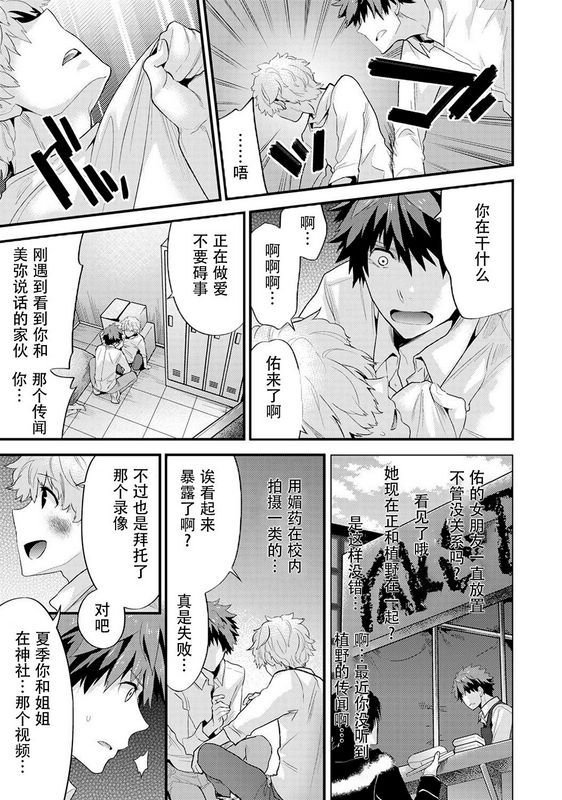 …唔
你在干什么
啊…
啊啊啊…
佑来了啊
正在做爱
不要碍事
刚遇到看到你和
美弥说话的家伙
那个传闻
你…
佑的女朋友一直放置
不管没关系吗?
看见了哦
她现在正和植野在一起?
是这样没错…
啊…最近你没听到
植野的传闻啊…
用媚药在校内
拍摄一类的…
真是失败…
诶看起来
暴露了啊?
不过也是拜托了
那个录像
对吧
夏季你和姐姐
在神社…那个视频…